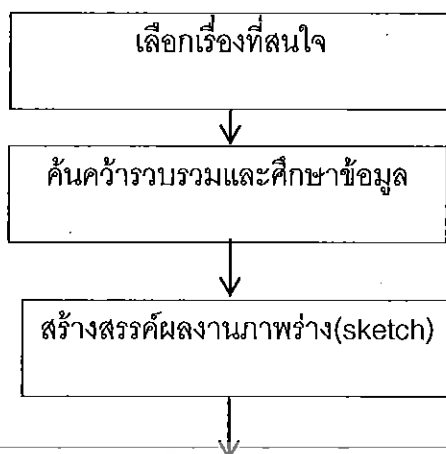 เลือกเรื่องที่สนใจ
ค้นคว้ารวบรวมและศึกษาข้อมูล
สร้างสรรค์ผลงานภาพร่าง(sketch)